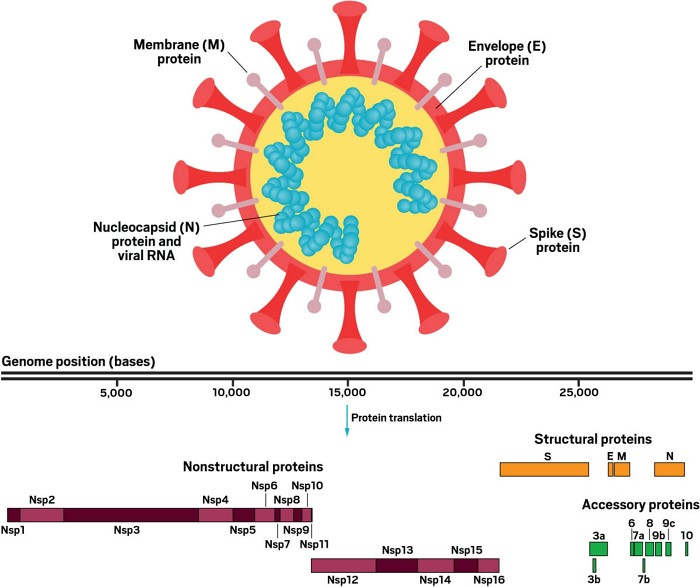 Membrane (M)
protein
Envelope (E)
protein
Nucleocapsid (N)
protein and
viral RNA
Spike (S)
protein
Genome position (bases)
5,000
10,000
15,000
20,000
25,000
Protein translation
Structural proteins
S
E
M
N
Nonstructural proteins
Nsp6
Nsp10
Nsp2
Nsp4
Nsp8
Nsp1
Nsp3
Nsp5
Nsp9
Nsp7
Nsp11
Nsp13
Nsp15
Nsp12
Nsp14
Nsp16
Accessory proteins
9c
3a
6
8
10
7a
9b
3b
7b